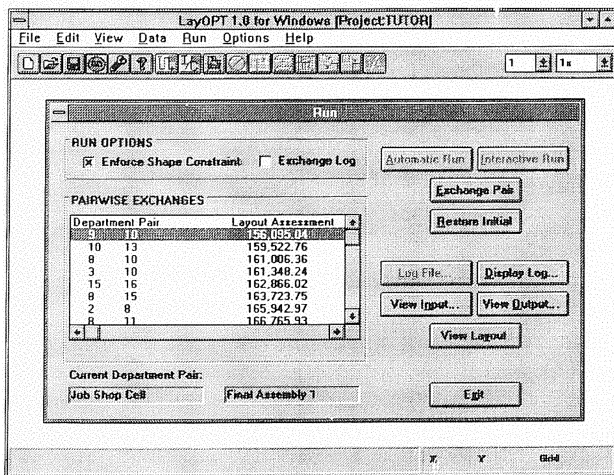 LayOPT 1.0 for Windows [Project:TUTOR]
File Edit View Data Run Options Help
1 1x
Run
RUN OPTIONS
Enforce Shape Constraint Exchange Log
Automatic Run Interactive Run
Exchange Pair
Restore Initial
PAIRWISE EXCHANGES
Department Pair Layout Assessment
9 10 156,095.04
10 13 159,522.76
8 10 161,006.36
3 10 161,348.24
15 16 162,866.02
8 15 163,723.75
2 8 165,942.97
8 11 166,765.93
Log File... Display Log...
View Input... View Output...
View Layout
Current Department Pair:
Job Shop Cell Final Assembly 1
Exit
X Y Grid